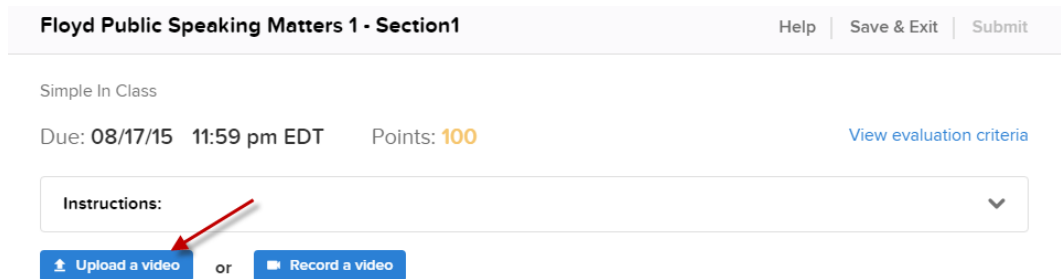 Floyd Public Speaking Matters 1 - Section1 Help Save & Exit Submit
Simple In Class
Due: 08/17/15 11:59 pm EDT Points: 100 View evaluation criteria
Instructions:
Upload a video or Record a video